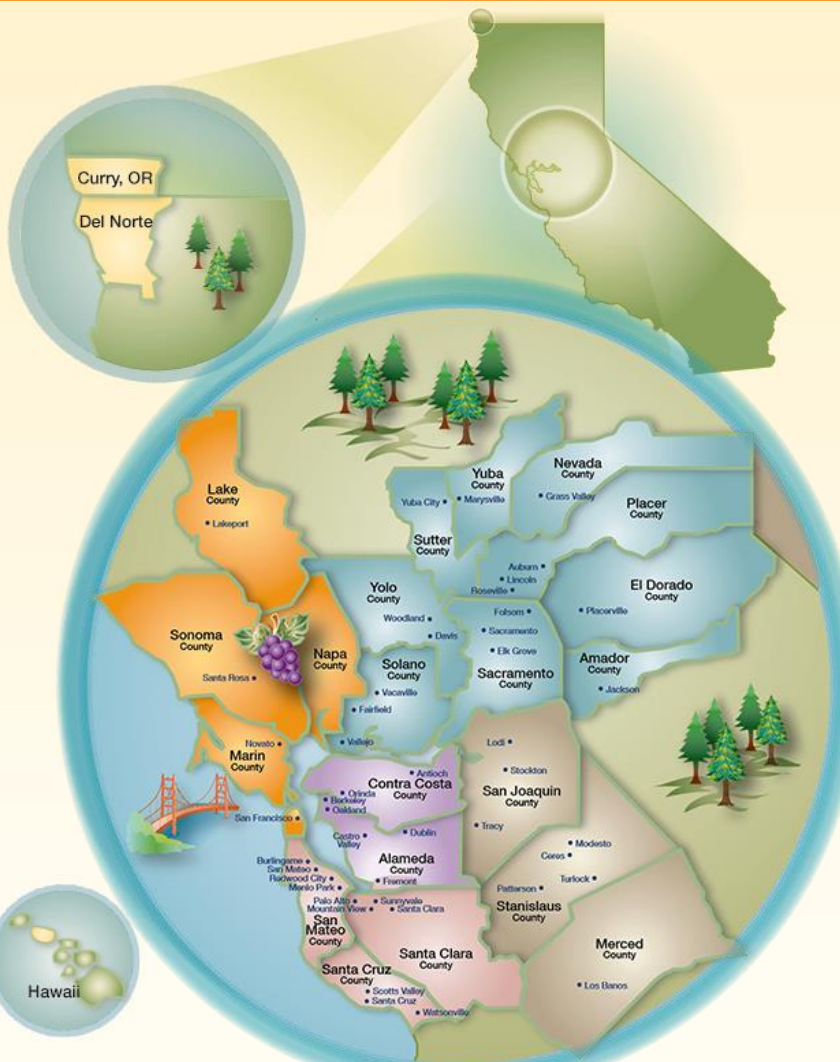 Curry, OR
Del Norte
Lake
County
Lakeport
Yuba
County
Yuba City
Marysville
Nevada
County
Grass Valley
Placer
County
Sutter
County
Auburn
Lincoln
Roseville
El Dorado
County
Placerville
Yolo
County
Woodland
Davis
Folsom
Sacramento
Elk Grove
Sacramento
County
Amador
County
Jackson
Sonoma
County
Santa Rosa
Napa
County
Solano
County
Vacaville
Fairfield
Vallejo
Novato
Marin
County
San Francisco
Antioch
Contra Costa
County
Orinda
Berkeley
Oakland
Castro
Valley
Dublin
Alameda
County
Fremont
Lodi
Stockton
San Joaquin
County
Tracy
Modesto
Ceres
Turlock
Patterson
Stanislaus
County
Merced
County
Los Banos
Burlingame
San Mateo
Redwood City
Menlo Park
Palo Alto
Mountain View
Sunnyvale
Santa Clara
San
Mateo
County
Santa Clara
County
Santa Cruz
County
Scotts Valley
Santa Cruz
Watsonville
Hawaii